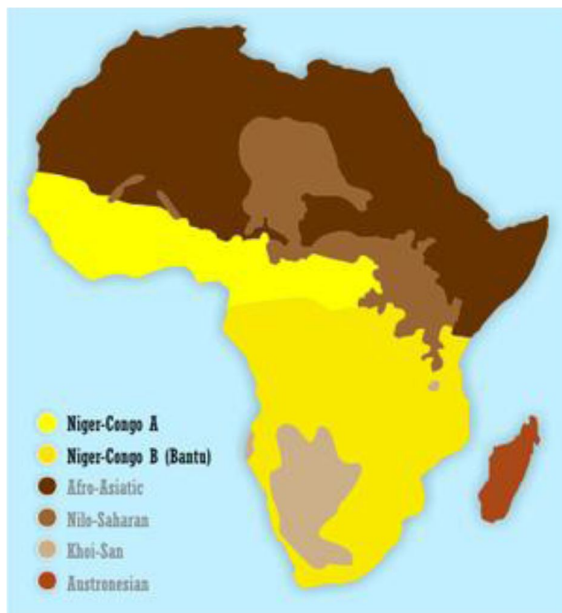 Niger-Congo A
Niger-Congo B (Bantu)
Afro-Asiatic
Nilo-Saharan
Khoi-San
Austronesian